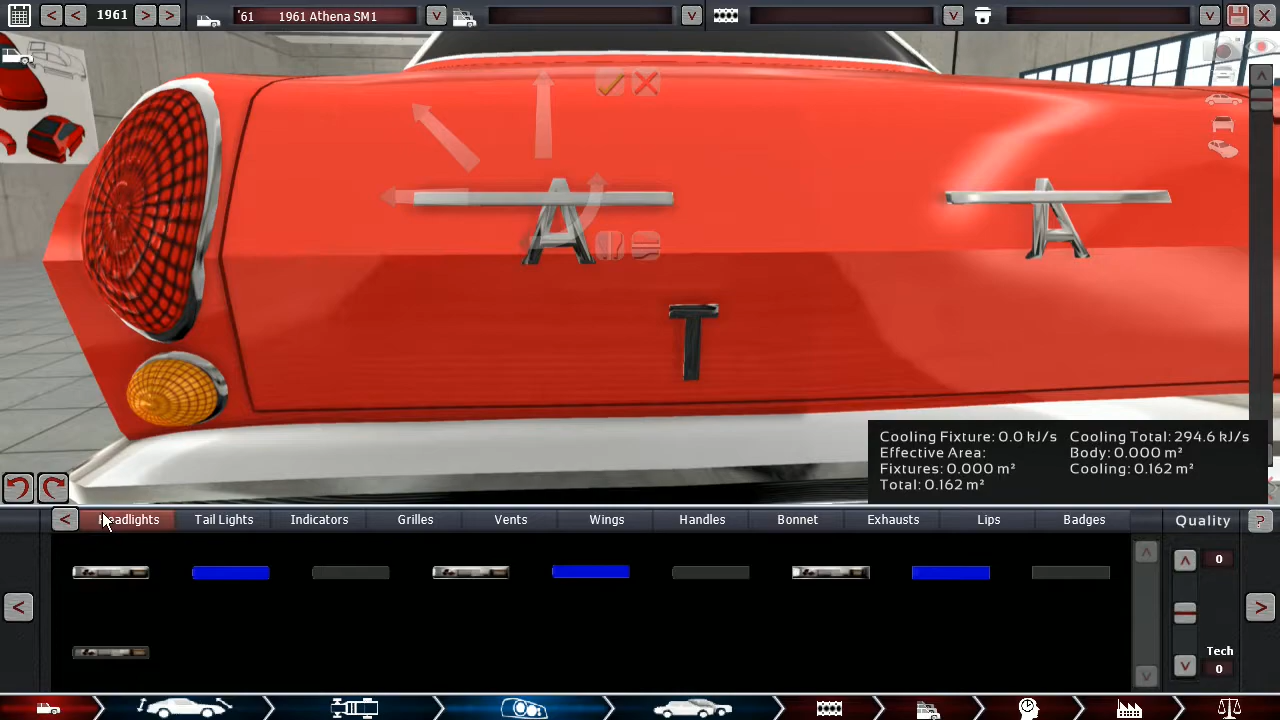 < < 1961 > > '61 1961 Athena SM1 V V V V X
A A
T
Cooling Fixture: 0.0 kJ/s Cooling Total: 294.6 kJ/s
Effective Area: Body: 0.000 m²
Fixtures: 0.000 m² Cooling: 0.162 m²
Total: 0.162 m²
< Headlights Tail Lights Indicators Grilles Vents Wings Handles Bonnet Exhausts Lips Badges Quality ?
0
< >
Tech
0